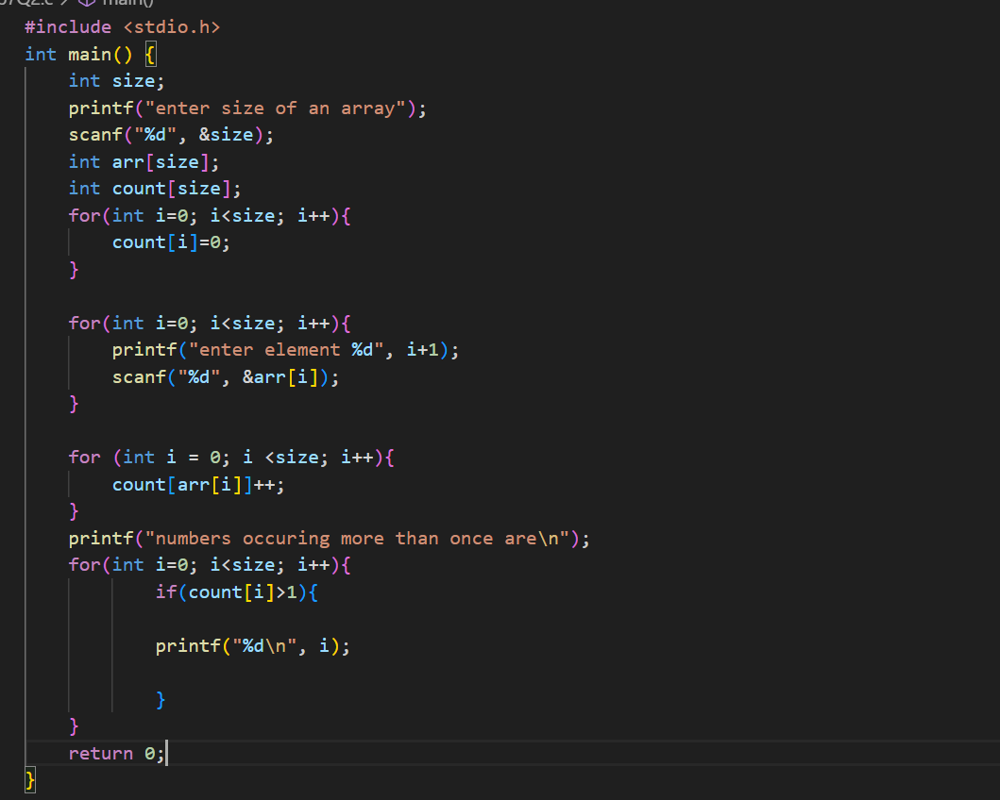 main()
#include <stdio.h>
int main() {
    int size;
    printf("enter size of an array");
    scanf("%d", &size);
    int arr[size];
    int count[size];
    for(int i=0; i<size; i++){
        count[i]=0;
    }

    for(int i=0; i<size; i++){
        printf("enter element %d", i+1);
        scanf("%d", &arr[i]);
    }

    for (int i = 0; i <size; i++){
        count[arr[i]]++;
    }
    printf("numbers occuring more than once are\n");
    for(int i=0; i<size; i++){
            if(count[i]>1){

            printf("%d\n", i);

            }
    }
    return 0;
}